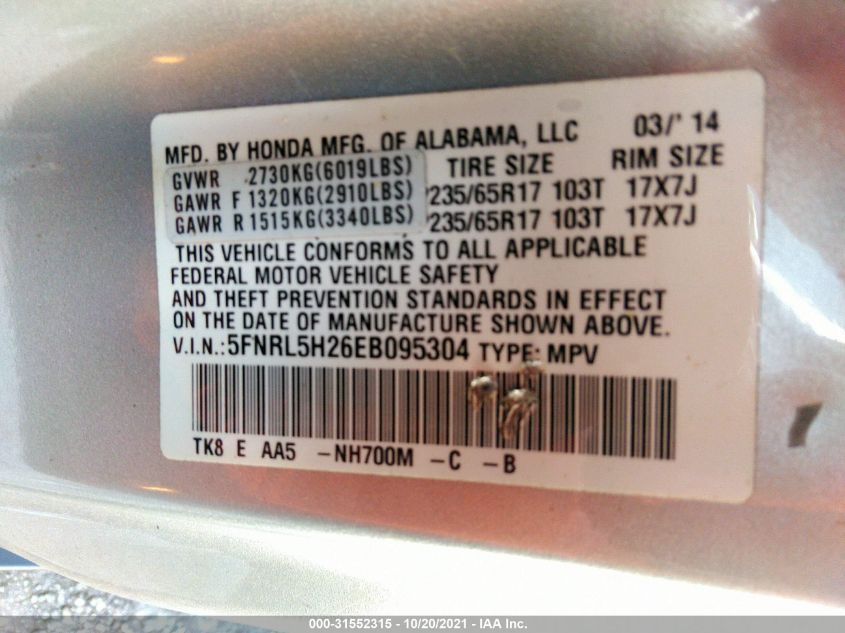 MFD. BY HONDA MFG. OF ALABAMA, LLC 03/' 14
GVWR 2730KG(6019LBS) TIRE SIZE RIM SIZE
GAWR F 1320KG(2910LBS) P235/65R17 103T 17X7J
GAWR R 1515KG(3340LBS) P235/65R17 103T 17X7J
THIS VEHICLE CONFORMS TO ALL APPLICABLE
FEDERAL MOTOR VEHICLE SAFETY
AND THEFT PREVENTION STANDARDS IN EFFECT
ON THE DATE OF MANUFACTURE SHOWN ABOVE.
V.I.N.: 5FNRL5H26EB095304 TYPE: MPV
TK8 E AA5 -NH700M -C -B
000-31552315 - 10/20/2021 - IAA Inc.